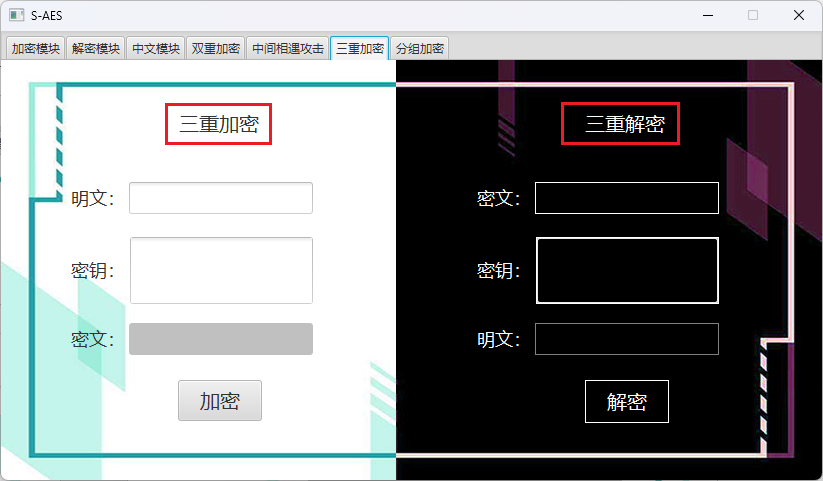 S-AES
加密模块 解密模块 中文模块 双重加密 中间相遇攻击 三重加密 分组加密
三重加密
明文：
密钥：
密文：
加密
三重解密
密文：
密钥：
明文：
解密